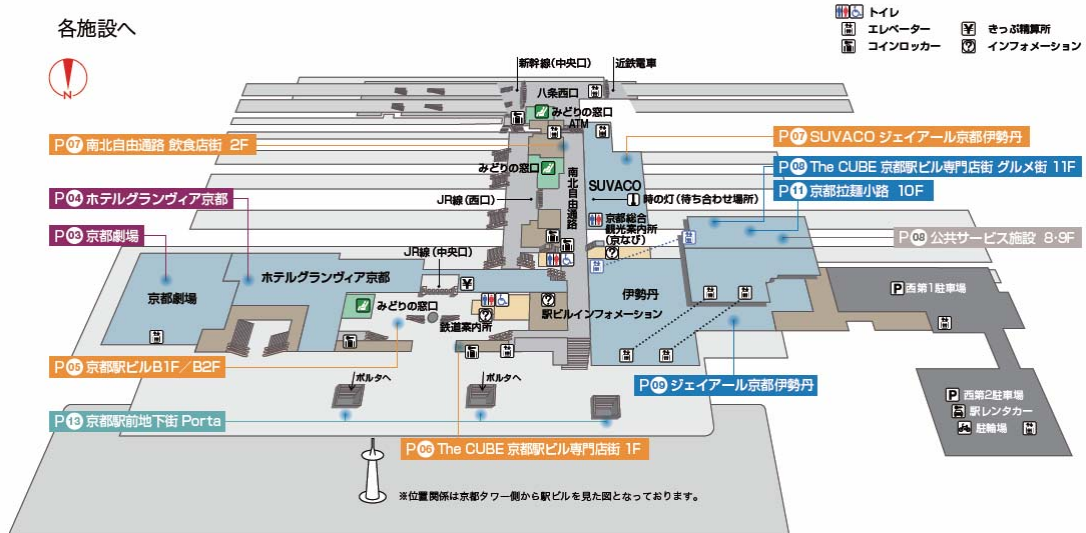 各施設へ
トイレ
エレベーター
きっぷ精算所
コインロッカー
インフォメーション
N
新幹線(中央口)
近鉄電車
八条西口
みどりの窓口
ATM
P07 南北自由通路 飲食店街 2F
P07 SUVACO ジェイアール京都伊勢丹
みどりの窓口
南北自由通路
SUVACO
P08 The CUBE 京都駅ビル専門店街 グルメ街 11F
P11 京都拉麺小路 10F
P04 ホテルグランヴィア京都
JR線(西口)
時の灯(待ち合わせ場所)
京都総合
観光案内所
(京なび)
P03 京都劇場
P08 公共サービス施設 8・9F
JR線(中央口)
ホテルグランヴィア京都
京都劇場
みどりの窓口
鉄道案内所
駅ビルインフォメーション
伊勢丹
P 西第1駐車場
P05 京都駅ビルB1F/B2F
ポルタへ
ポルタへ
P09 ジェイアール京都伊勢丹
P 西第2駐車場
駅レンタカー
駐輪場
P13 京都駅前地下街 Porta
P06 The CUBE 京都駅ビル専門店街 1F
※位置関係は京都タワー側から駅ビルを見た図となっております。